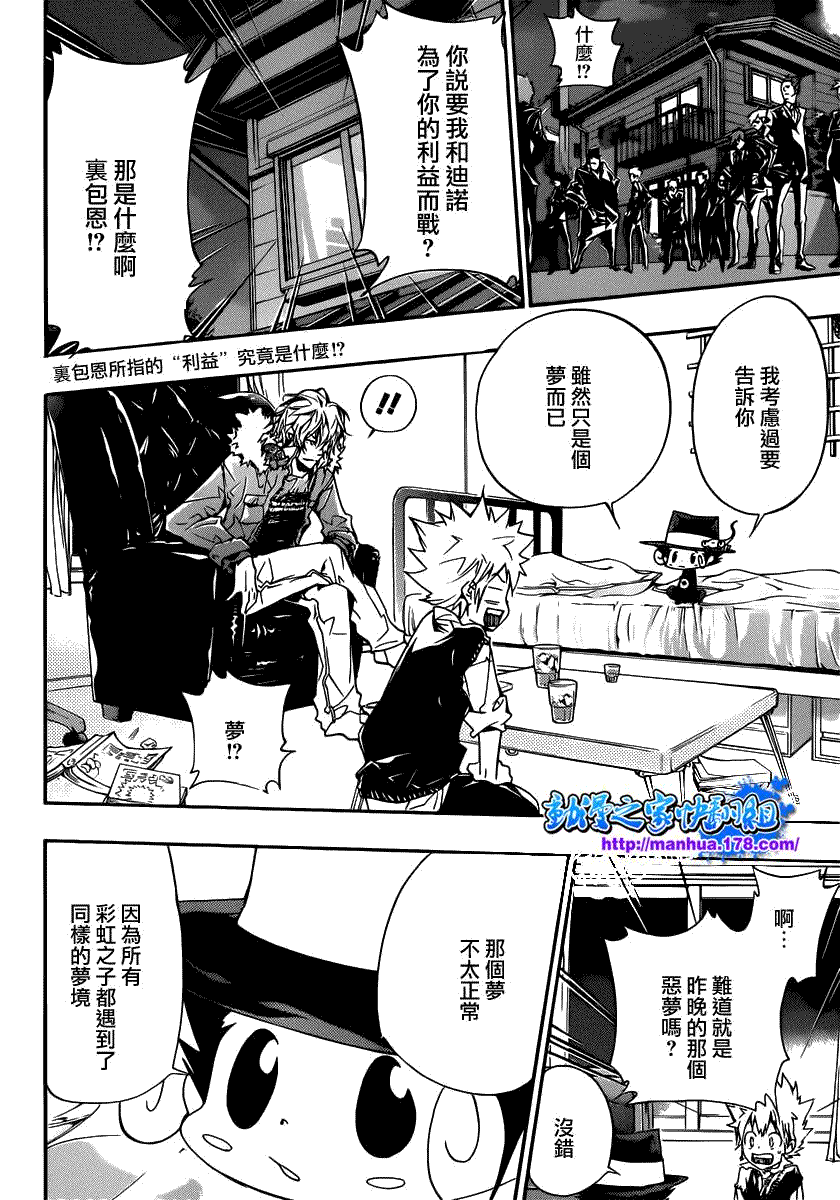 什麼!?
你説要我和迪諾
為了你的利益而戰?
那是什麼啊
裏包恩!?
裏包恩所指的“利益”究竟是什麼!?
我考慮過要
告訴你
雖然只是個
夢而已
!!
夢!?
動漫之家快翻組
http://manhua.178.com/
啊…
難道就是
昨晚的那個
惡夢嗎?
沒錯
那個夢
不太正常
因為所有
彩虹之子都遇到了
同樣的夢境